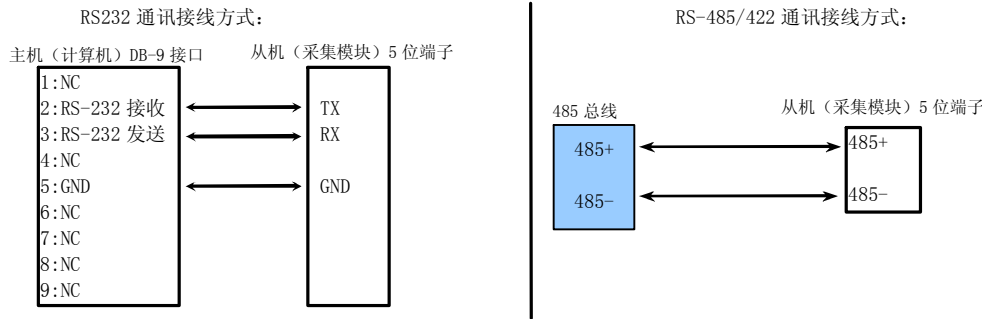 RS232 通讯接线方式：
主机（计算机）DB-9 接口
从机（采集模块）5 位端子
1:NC
2:RS-232 接收
3:RS-232 发送
4:NC
5:GND
6:NC
7:NC
8:NC
9:NC
TX
RX
GND
RS-485/422 通讯接线方式：
485 总线
从机（采集模块）5 位端子
485+
485-
485+
485-